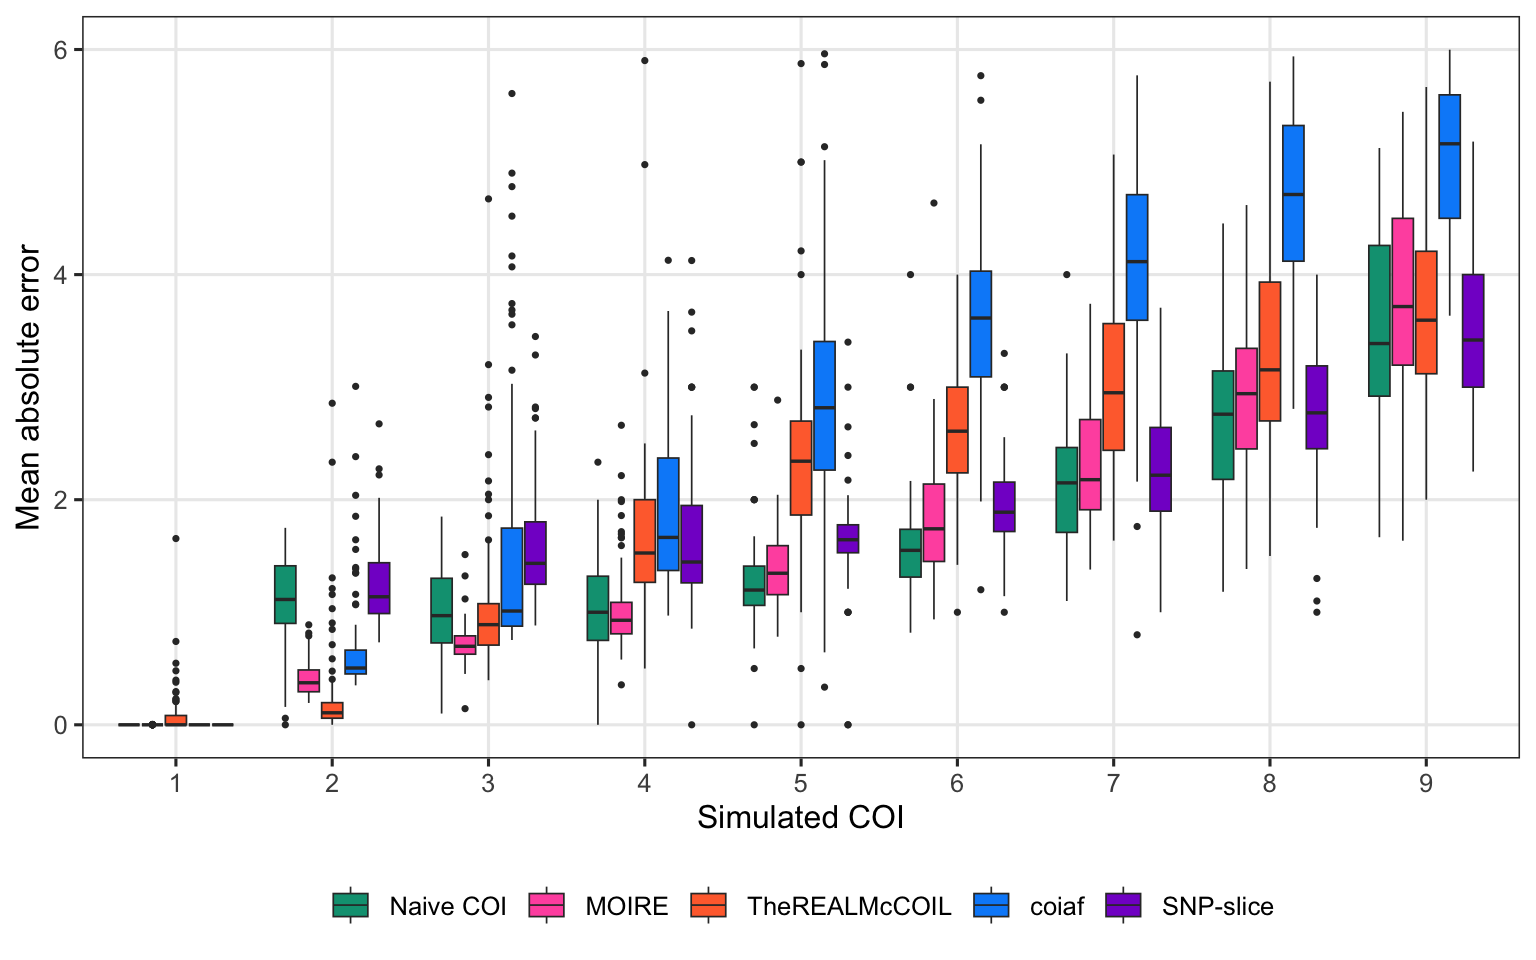 6
4
2
0
Mean absolute error
1 2 3 4 5 6 7 8 9
Simulated COI
Naive COI MOIRE TheREALMcCOIL coiaf SNP-slice